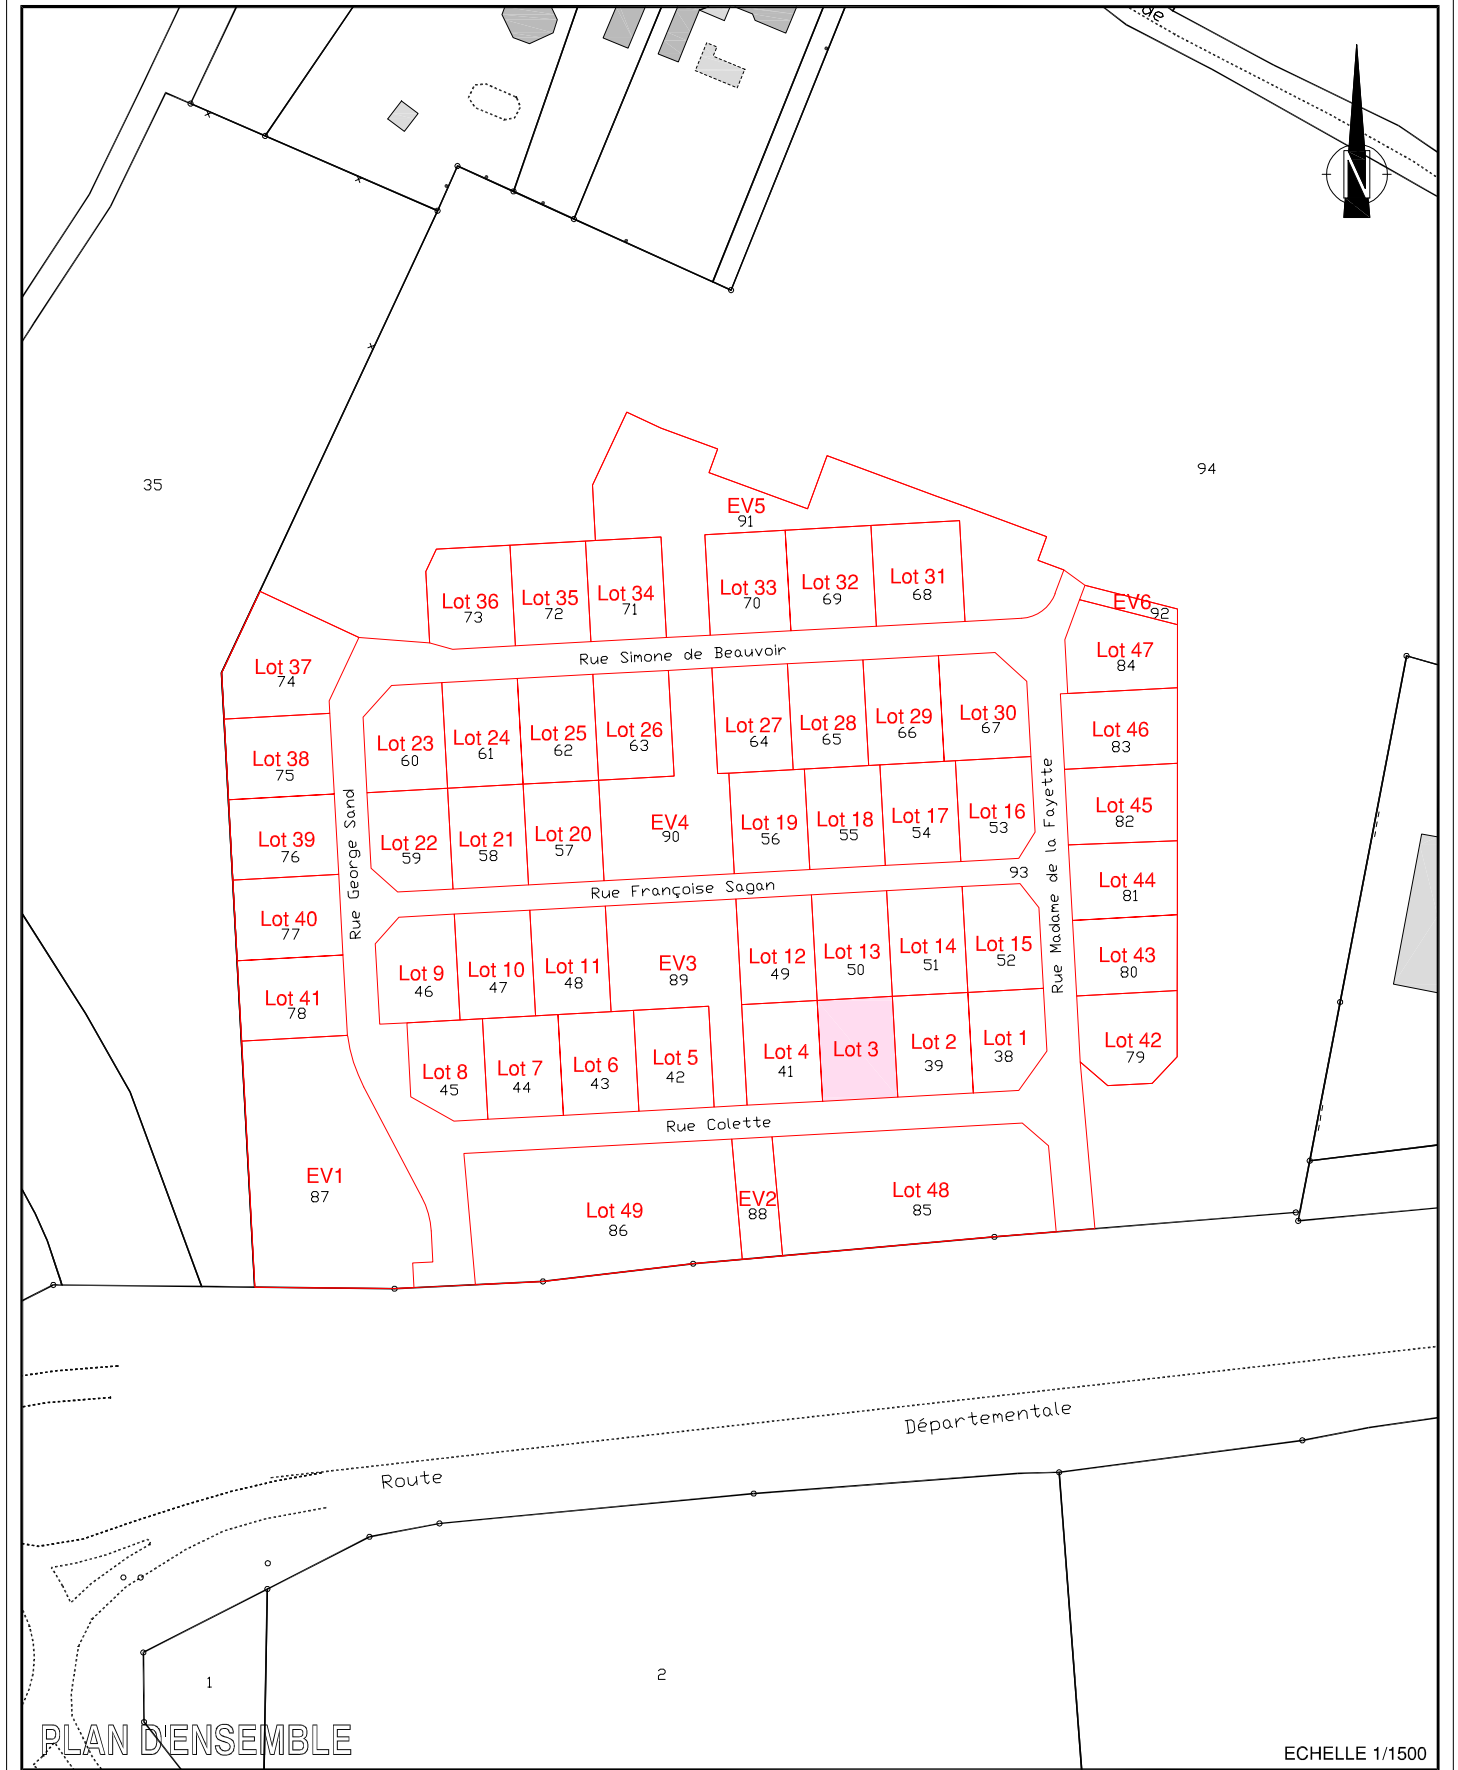 de
N
35
94
EV5
91
Lot 36
73
Lot 35
72
Lot 34
71
Lot 33
70
Lot 32
69
Lot 31
68
EV6
92
Rue Simone de Beauvoir
Lot 37
74
Lot 47
84
Lot 23
60
Lot 24
61
Lot 25
62
Lot 26
63
Lot 27
64
Lot 28
65
Lot 29
66
Lot 30
67
Lot 38
75
Lot 46
83
Rue George Sand
Rue Madame de la Fayette
Lot 39
76
Lot 22
59
Lot 21
58
Lot 20
57
EV4
90
Lot 19
56
Lot 18
55
Lot 17
54
Lot 16
53
Lot 45
82
Rue Françoise Sagan
93
Lot 44
81
Lot 40
77
Lot 9
46
Lot 10
47
Lot 11
48
EV3
89
Lot 12
49
Lot 13
50
Lot 14
51
Lot 15
52
Lot 43
80
Lot 41
78
Lot 8
45
Lot 7
44
Lot 6
43
Lot 5
42
Lot 4
41
Lot 3
Lot 2
39
Lot 1
38
Lot 42
79
Rue Colette
EV1
87
Lot 49
86
EV2
88
Lot 48
85
Route Départementale
1
2
PLAN D'ENSEMBLE
ECHELLE 1/1500